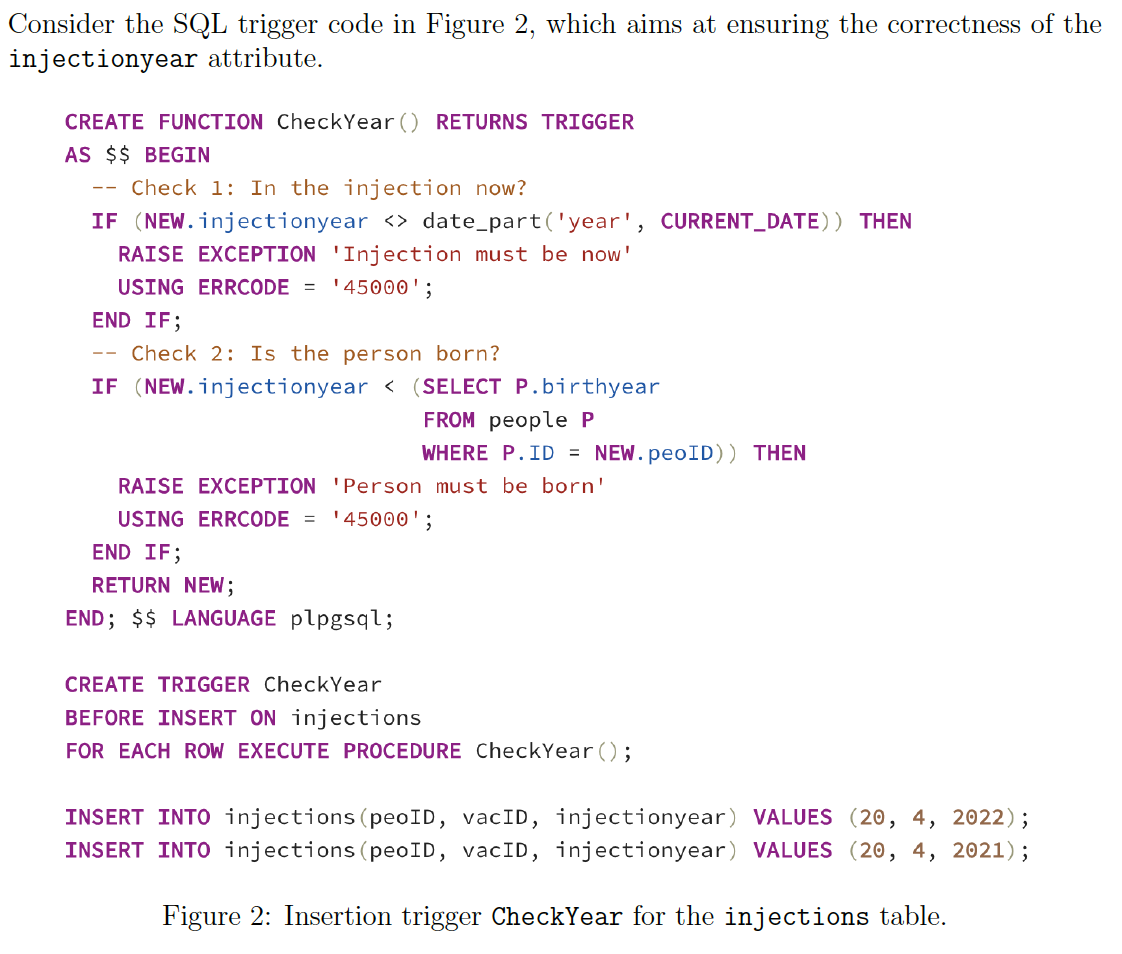 Consider the SQL trigger code in Figure 2, which aims at ensuring the correctness of the
injectionyear attribute.
CREATE FUNCTION CheckYear() RETURNS TRIGGER
AS $$ BEGIN
-- Check 1: In the injection now?
IF (NEW.injectionyear <> date_part('year', CURRENT_DATE)) THEN
RAISE EXCEPTION 'Injection must be now'
USING ERRCODE = '45000';
END IF;
-- Check 2: Is the person born?
IF (NEW.injectionyear < (SELECT P.birthyear
FROM people P
WHERE P.ID = NEW.peoID)) THEN
RAISE EXCEPTION 'Person must be born'
USING ERRCODE = '45000';
END IF;
RETURN NEW;
END; $$ LANGUAGE plpgsql;
CREATE TRIGGER CheckYear
BEFORE INSERT ON injections
FOR EACH ROW EXECUTE PROCEDURE CheckYear();
INSERT INTO injections(peoID, vacID, injectionyear) VALUES (20, 4, 2022);
INSERT INTO injections(peoID, vacID, injectionyear) VALUES (20, 4, 2021);
Figure 2: Insertion trigger CheckYear for the injections table.